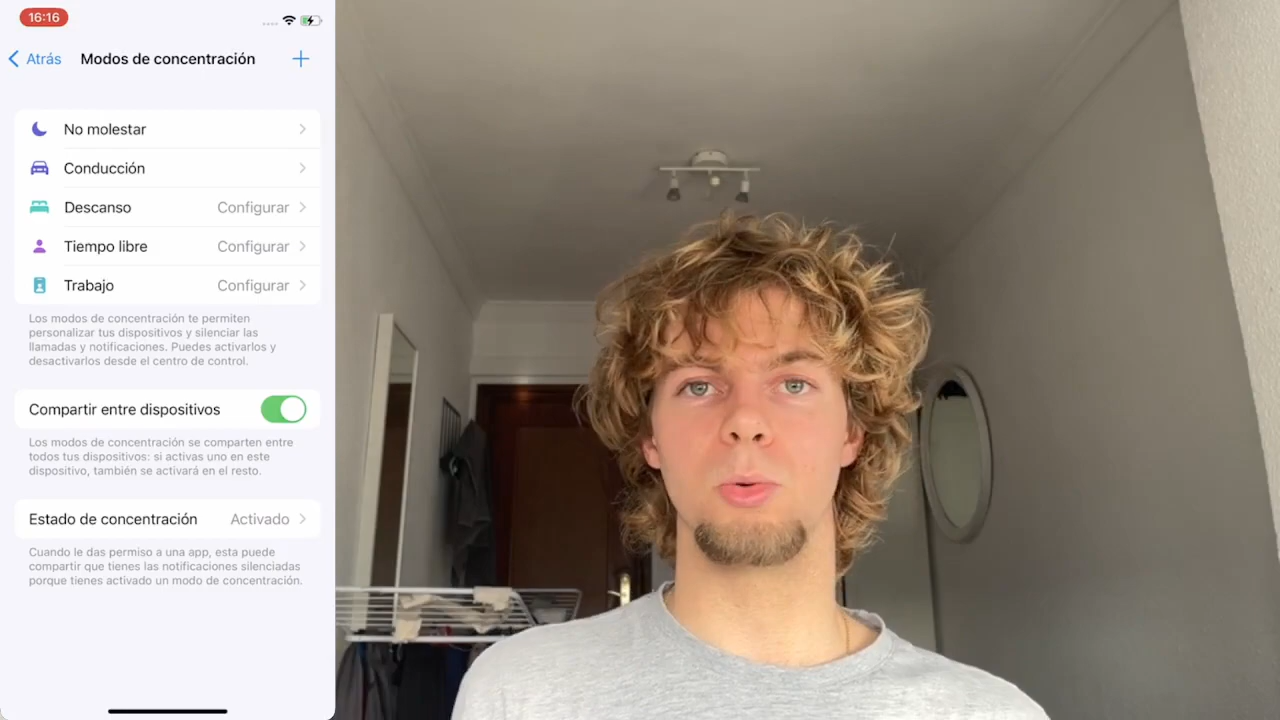 16:16
Atrás
Modos de concentración
No molestar
Conducción
Descanso Configurar
Tiempo libre Configurar
Trabajo Configurar
Los modos de concentración te permiten
personalizar tus dispositivos y silenciar las
llamadas y notificaciones. Puedes activarlos y
desactivarlos desde el centro de control.
Compartir entre dispositivos
Los modos de concentración se comparten entre
todos tus dispositivos: si activas uno en este
dispositivo, también se activará en el resto.
Estado de concentración Activado
Cuando le das permiso a una app, esta puede
compartir que tienes las notificaciones silenciadas
porque tienes activado un modo de concentración.